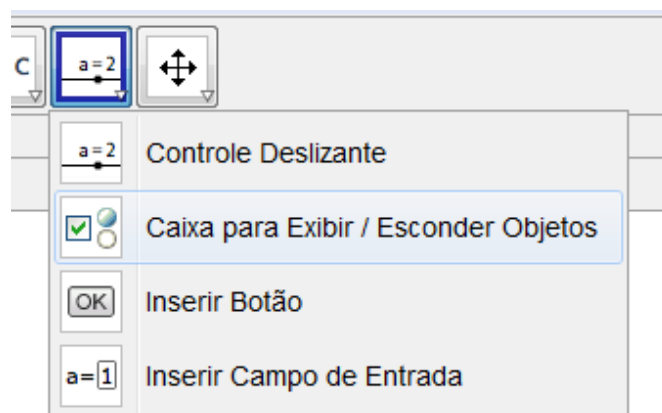 C
a=2
a=2
Controle Deslizante
Caixa para Exibir / Esconder Objetos
OK
Inserir Botão
a=1
Inserir Campo de Entrada